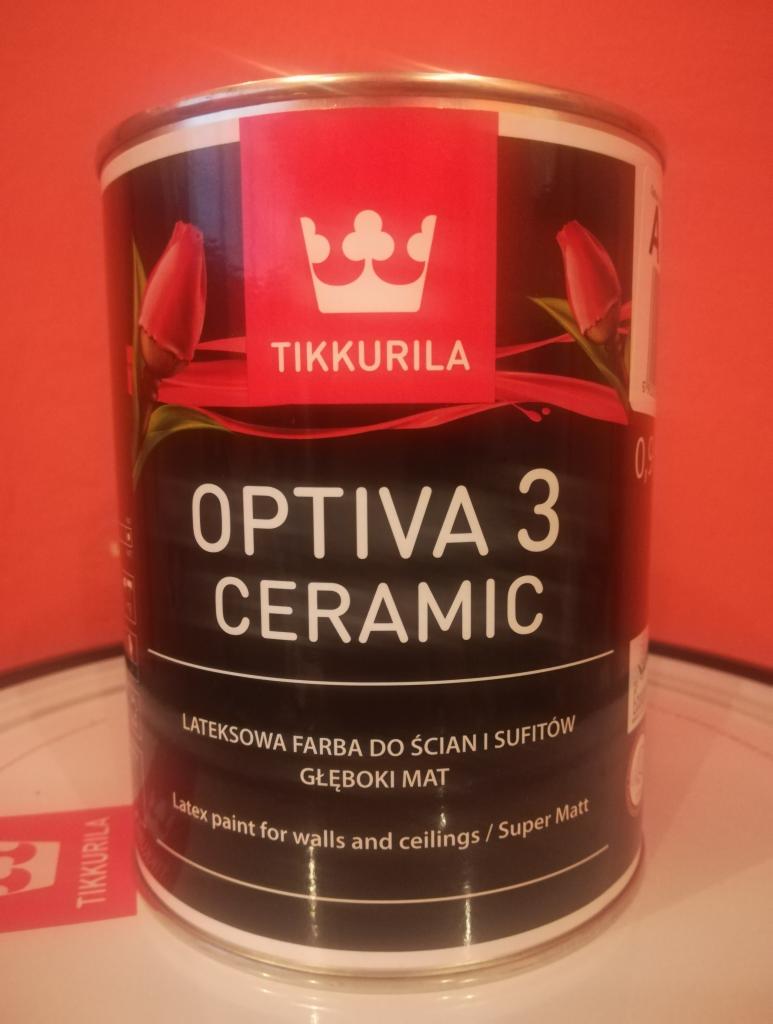 TIKKURILA
OPTIVA 3
CERAMIC
LATEKSOWA FARBA DO ŚCIAN I SUFITÓW
GŁĘBOKI MAT
Latex paint for walls and ceilings / Super Matt
TIKKURILA